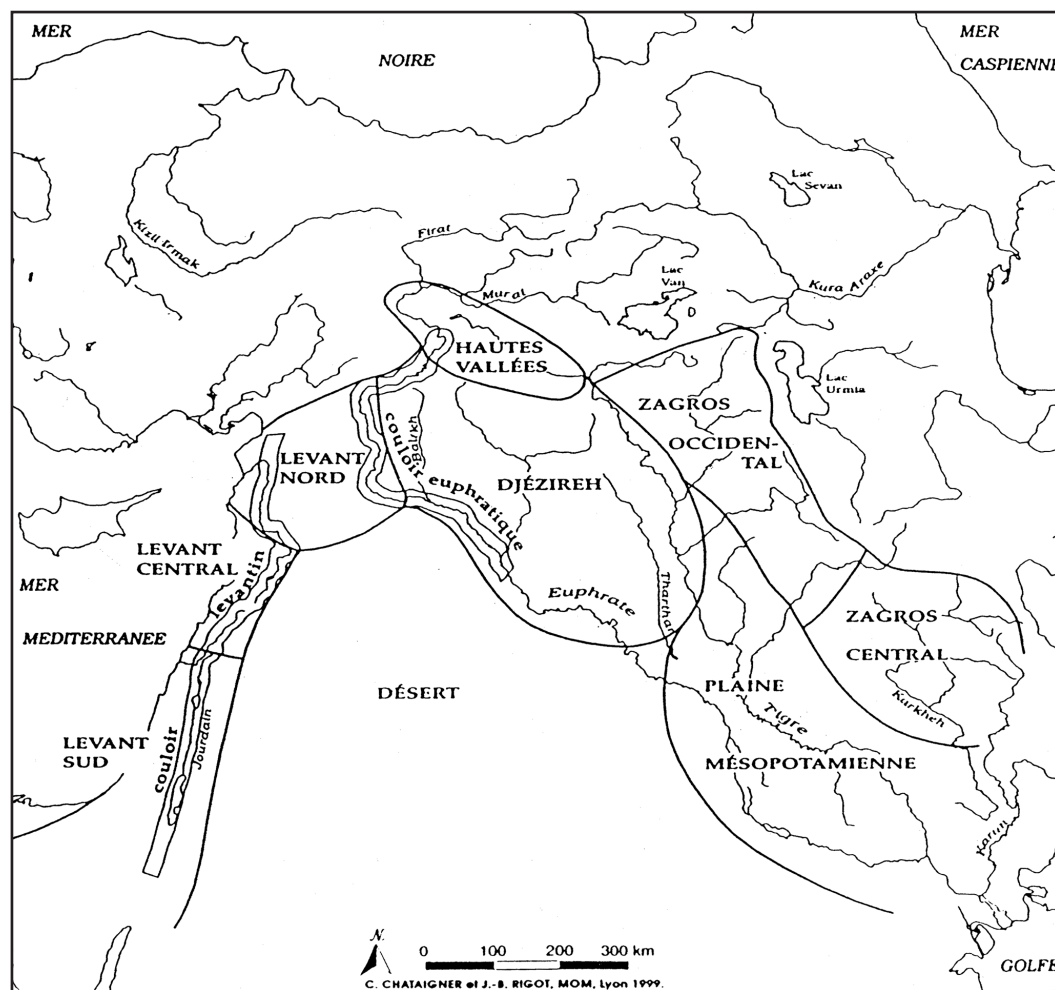 MER
NOIRE
MER
CASPIENNE
Lac
Sevan
Kizil Irmak
Firat
Murat
Lac
Van
Kura Araxe
HAUTES
VALLÉES
Lac
Urmia
ZAGROS
OCCIDEN-
TAL
LEVANT
NORD
couloir euphratique
Balikh
DJÉZIREH
LEVANT
CENTRAL
levantin
MER
MEDITERRANEE
Euphrate
Tharthar
ZAGROS
CENTRAL
Karkheh
DÉSERT
PLAINE
Tigre
MÉSOPOTAMIENNE
LEVANT
SUD
couloir
Jourdain
Karun
N.
0 100 200 300 km
GOLFE
C. CHATAIGNER et J.-B. RIGOT, MOM, Lyon 1999.